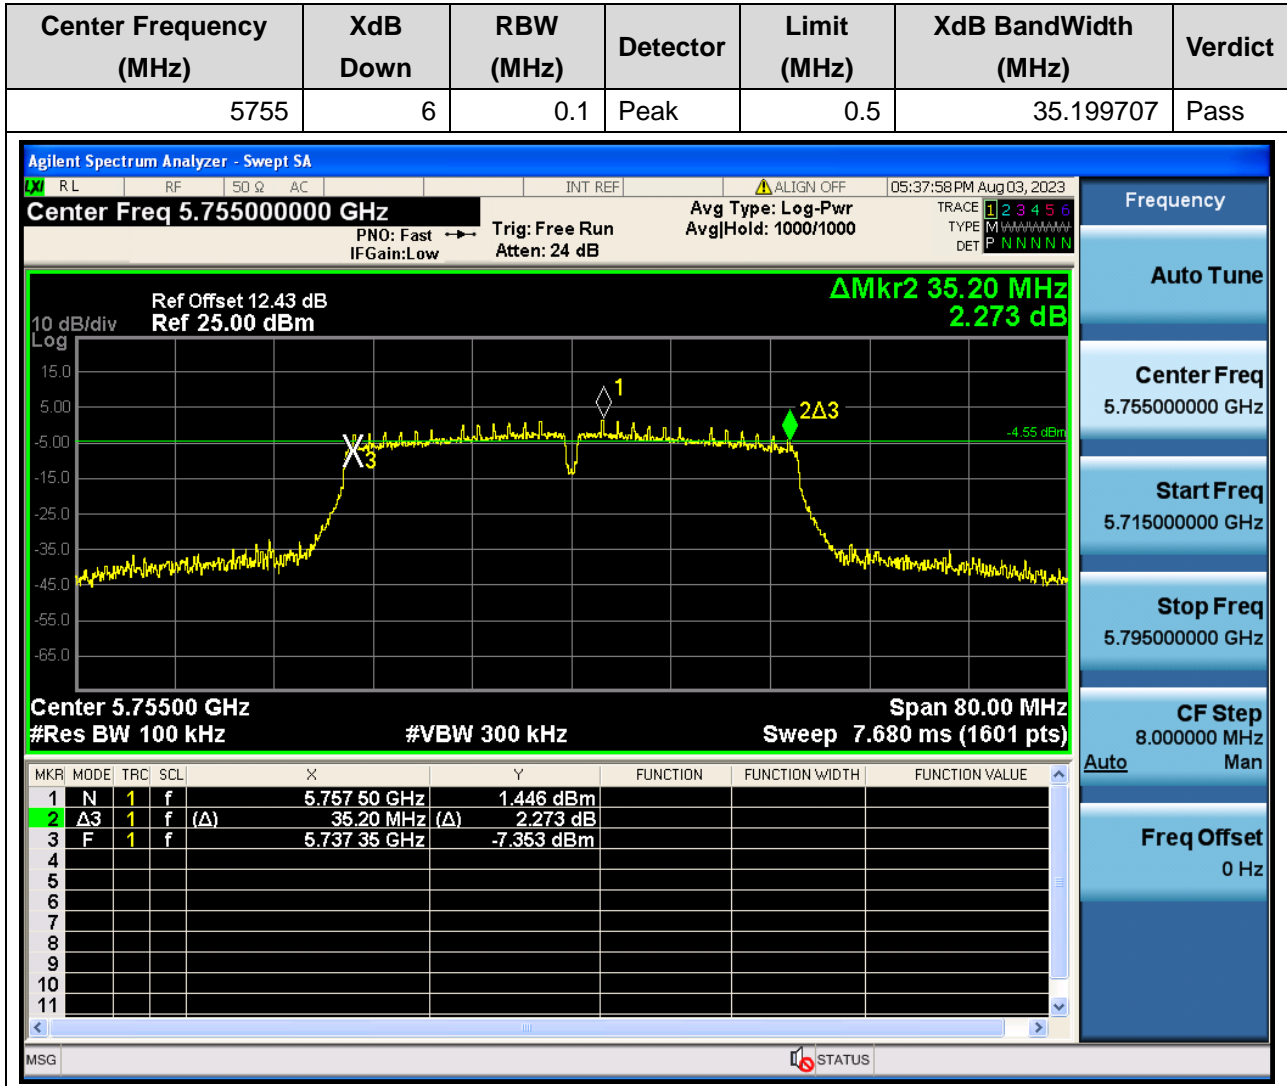 Center Frequency (MHz) XdB Down RBW (MHz) Detector Limit (MHz) XdB BandWidth (MHz) Verdict
5755 6 0.1 Peak 0.5 35.199707 Pass
Agilent Spectrum Analyzer - Swept SA
LXI RL RF 50 Ω AC INT REF ALIGN OFF 05:37:58 PM Aug 03, 2023
Center Freq 5.755000000 GHz
PNO: Fast
IFGain:Low
Trig: Free Run
Atten: 24 dB
Avg Type: Log-Pwr
Avg|Hold: 1000/1000
TRACE 1 2 3 4 5 6
TYPE M
DET P N N N N N
ΔMkr2 35.20 MHz
2.273 dB
Ref Offset 12.43 dB
10 dB/div Ref 25.00 dBm
Log
15.0
5.00
-5.00
-15.0
-25.0
-35.0
-45.0
-55.0
-65.0
1
2Δ3
3
-4.55 dBm
Center 5.75500 GHz Span 80.00 MHz
#Res BW 100 kHz #VBW 300 kHz Sweep 7.680 ms (1601 pts)
MKR MODE TRC SCL X Y FUNCTION FUNCTION WIDTH FUNCTION VALUE
1 N 1 f 5.757 50 GHz 1.446 dBm
2 Δ3 1 f (Δ) 35.20 MHz (Δ) 2.273 dB
3 F 1 f 5.737 35 GHz -7.353 dBm
4
5
6
7
8
9
10
11
MSG STATUS
Frequency
Auto Tune
Center Freq
5.755000000 GHz
Start Freq
5.715000000 GHz
Stop Freq
5.795000000 GHz
CF Step
8.000000 MHz
Auto Man
Freq Offset
0 Hz